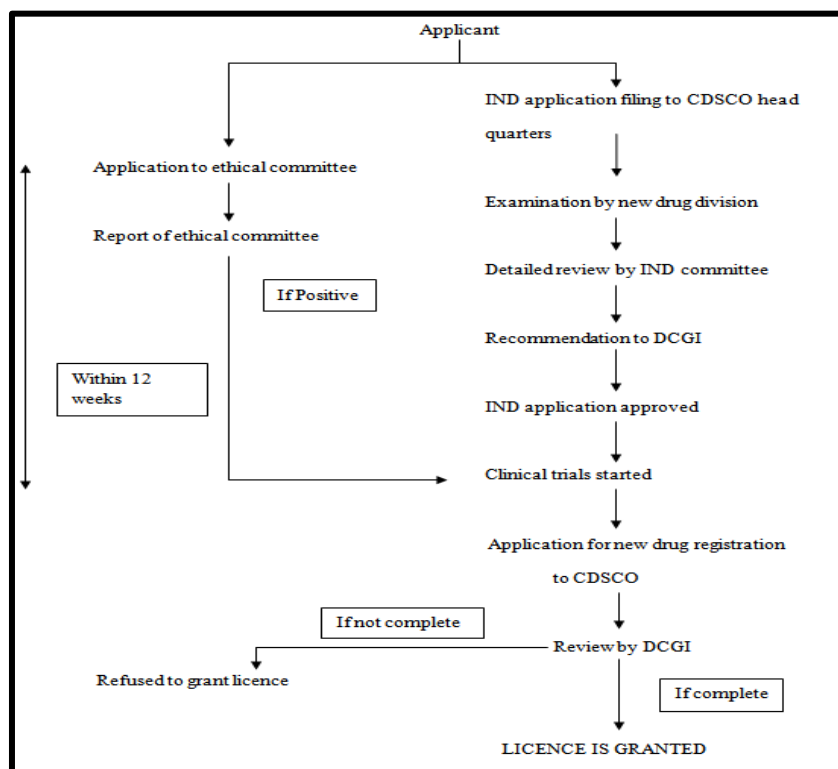 Applicant
IND application filing to CDSCO head
quarters
Application to ethical committee
Examination by new drug division
Report of ethical committee
Detailed review by IND committee
If Positive
Recommendation to DCGI
Within 12
weeks
IND application approved
Clinical trials started
Application for new drug registration
to CDSCO
If not complete
Review by DCGI
Refused to grant licence
If complete
LICENCE IS GRANTED